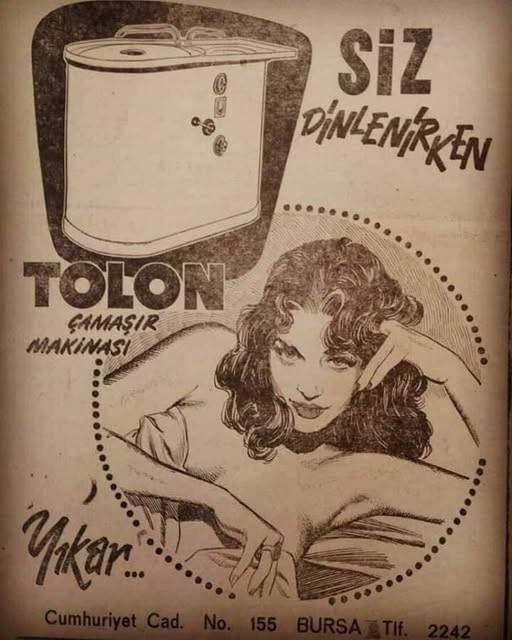 SİZ
DİNLENİRKEN
TOLON
ÇAMAŞIR
MAKİNASI
Yıkar...
Cumhuriyet Cad. No. 155 BURSA Tlf. 2242